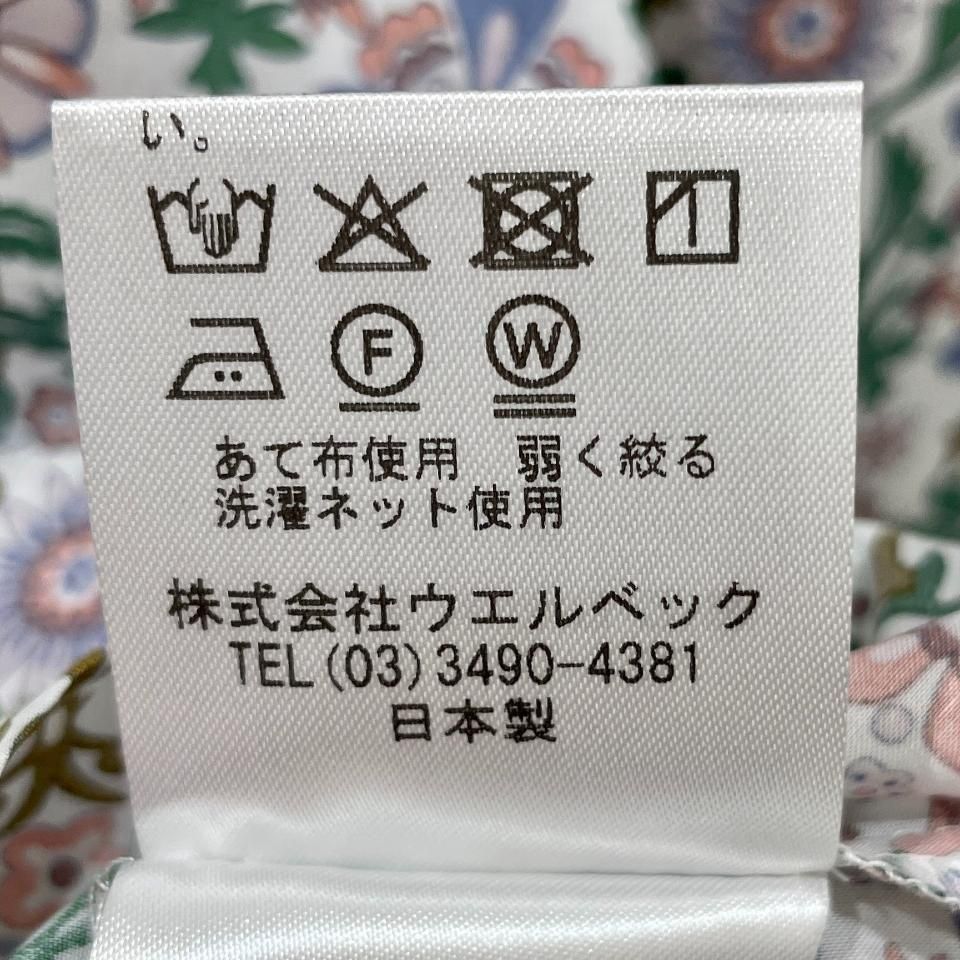 い。
F W
あて布使用　弱く絞る
洗濯ネット使用
株式会社ウエルベック
TEL(03)3490-4381
日本製